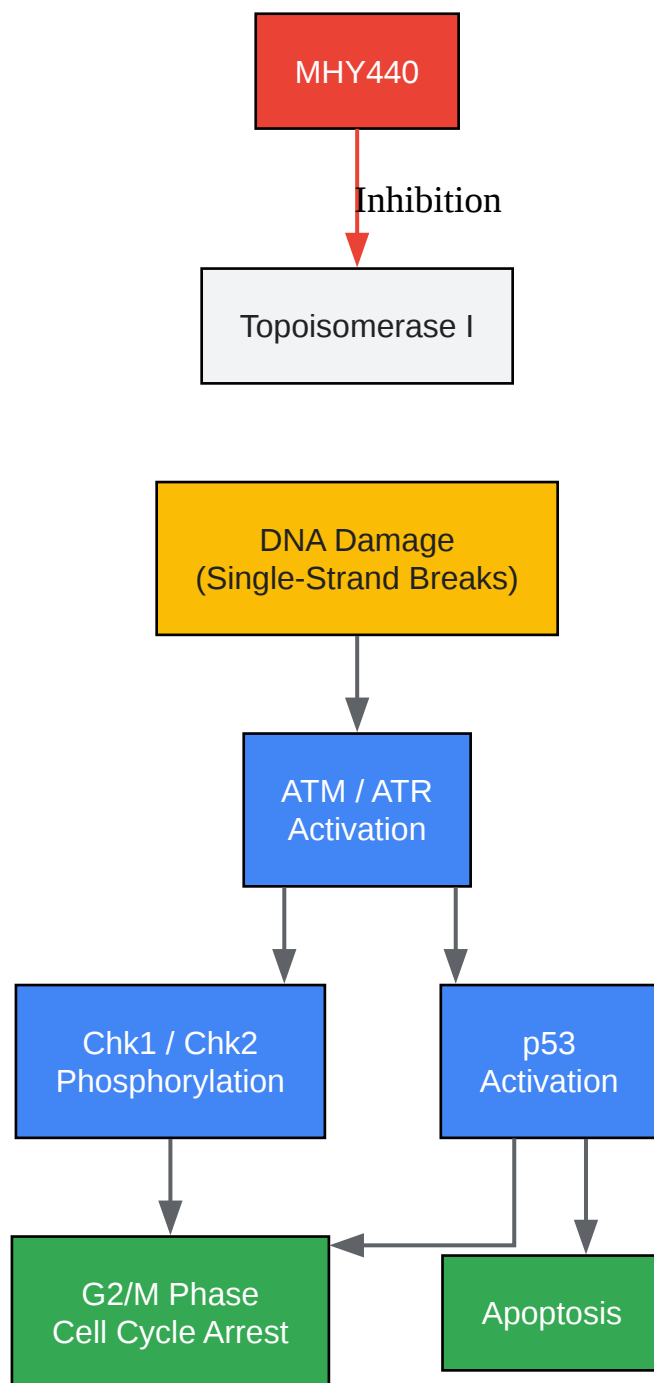 MHY440
Inhibition
Topoisomerase I
DNA Damage
(Single-Strand Breaks)
ATM / ATR
Activation
Chk1 / Chk2
Phosphorylation
p53
Activation
G2/M Phase
Cell Cycle Arrest
Apoptosis